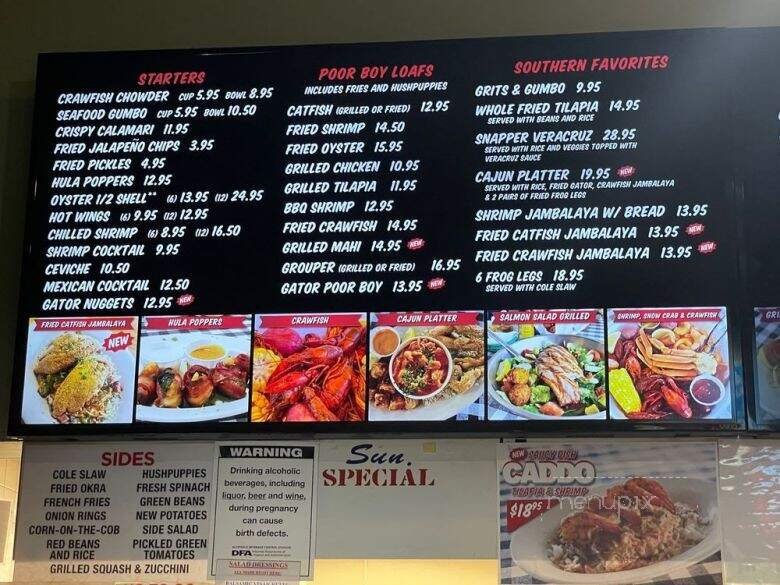 STARTERS
CRAWFISH CHOWDER CUP 5.95 BOWL 8.95
SEAFOOD GUMBO CUP 5.95 BOWL 10.50
CRISPY CALAMARI 11.95
FRIED JALAPEÑO CHIPS 3.95
FRIED PICKLES 4.95
HULA POPPERS 12.95
OYSTER 1/2 SHELL** (6) 13.95 (12) 24.95
HOT WINGS (6) 9.95 (12) 12.95
CHILLED SHRIMP (6) 8.95 (12) 16.50
SHRIMP COCKTAIL 9.95
CEVICHE 10.50
MEXICAN COCKTAIL 12.50
GATOR NUGGETS 12.95 NEW
POOR BOY LOAFS
INCLUDES FRIES AND HUSHPUPPIES
CATFISH (GRILLED OR FRIED) 12.95
FRIED SHRIMP 14.50
FRIED OYSTER 15.95
GRILLED CHICKEN 10.95
GRILLED TILAPIA 11.95
BBQ SHRIMP 12.95
FRIED CRAWFISH 14.95
GRILLED MAHI 14.95 NEW
GROUPER (GRILLED OR FRIED) 16.95
GATOR POOR BOY 13.95 NEW
SOUTHERN FAVORITES
GRITS & GUMBO 9.95
WHOLE FRIED TILAPIA 14.95
SERVED WITH BEANS AND RICE
SNAPPER VERACRUZ 28.95
SERVED WITH RICE AND VEGGIES TOPPED WITH
VERACRUZ SAUCE
CAJUN PLATTER 19.95 NEW
SERVED WITH RICE, FRIED GATOR, CRAWFISH JAMBALAYA
& 2 PAIRS OF FRIED FROG LEGS
SHRIMP JAMBALAYA W/ BREAD 13.95
FRIED CATFISH JAMBALAYA 13.95 NEW
FRIED CRAWFISH JAMBALAYA 13.95 NEW
6 FROG LEGS 18.95
SERVED WITH COLE SLAW
FRIED CATFISH JAMBALAYA
NEW
HULA POPPERS
CRAWFISH
CAJUN PLATTER
SALMON SALAD GRILLED
SHRIMP, SNOW CRAB & CRAWFISH
GRI
SIDES
COLE SLAW
FRIED OKRA
FRENCH FRIES
ONION RINGS
CORN-ON-THE-COB
RED BEANS
AND RICE
HUSHPUPPIES
FRESH SPINACH
GREEN BEANS
NEW POTATOES
SIDE SALAD
PICKLED GREEN
TOMATOES
GRILLED SQUASH & ZUCCHINI
WARNING
Drinking alcoholic
beverages, including
liquor, beer and wine,
during pregnancy
can cause
birth defects.
DFA
SALAD DRESSINGS
Sun.
SPECIAL
NEW SAUCY DISH
CADDO
TILAPIA & SHRIMP
$18.95
menupix